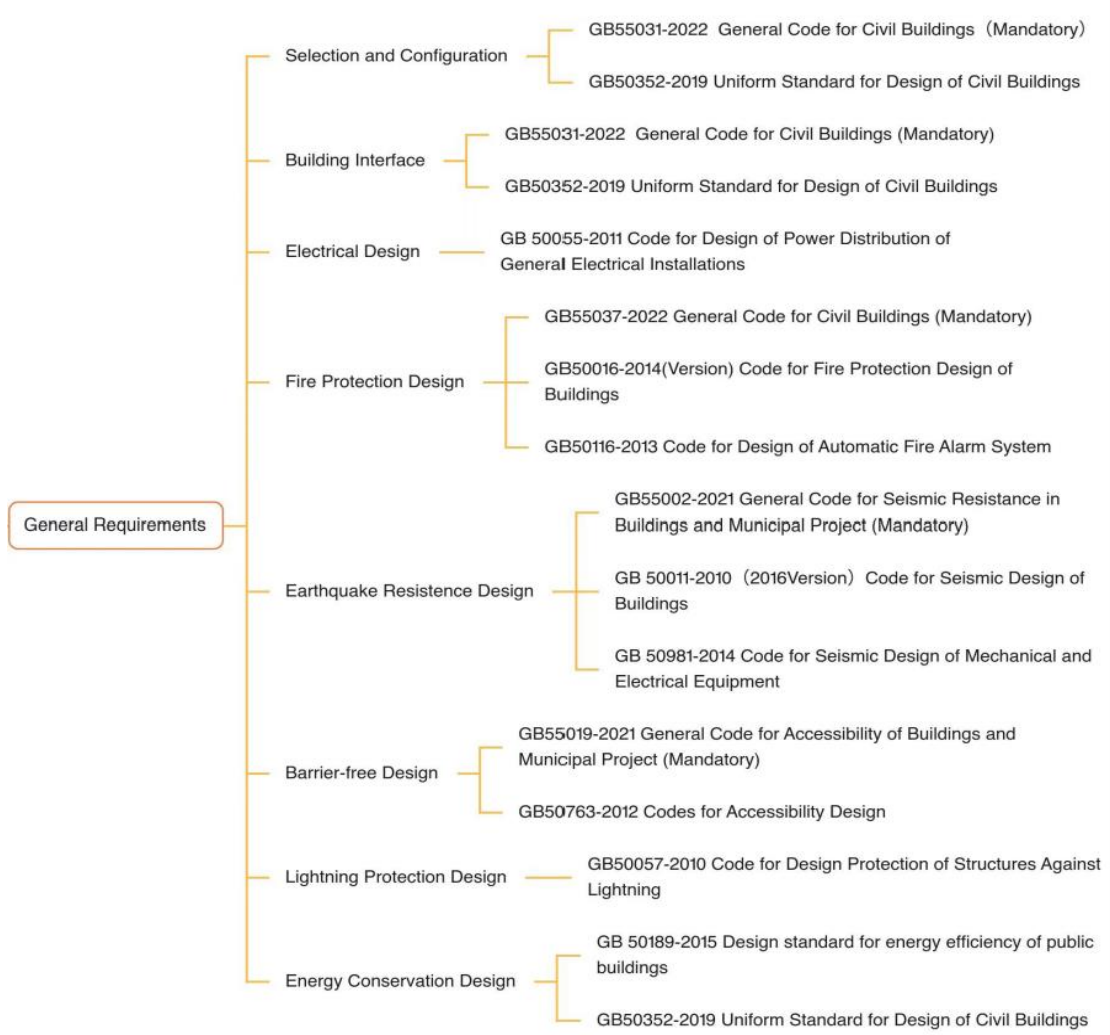 General Requirements
Selection and Configuration
GB55031-2022  General Code for Civil Buildings（Mandatory）
GB50352-2019 Uniform Standard for Design of Civil Buildings
Building Interface
GB55031-2022  General Code for Civil Buildings (Mandatory)
GB50352-2019 Uniform Standard for Design of Civil Buildings
Electrical Design
GB 50055-2011 Code for Design of Power Distribution of
General Electrical Installations
Fire Protection Design
GB55037-2022 General Code for Civil Buildings (Mandatory)
GB50016-2014(Version) Code for Fire Protection Design of
Buildings
GB50116-2013 Code for Design of Automatic Fire Alarm System
Earthquake Resistence Design
GB55002-2021 General Code for Seismic Resistance in
Buildings and Municipal Project (Mandatory)
GB 50011-2010（2016Version）Code for Seismic Design of
Buildings
GB 50981-2014 Code for Seismic Design of Mechanical and
Electrical Equipment
Barrier-free Design
GB55019-2021 General Code for Accessibility of Buildings and
Municipal Project (Mandatory)
GB50763-2012 Codes for Accessibility Design
Lightning Protection Design
GB50057-2010 Code for Design Protection of Structures Against
Lightning
Energy Conservation Design
GB 50189-2015 Design standard for energy efficiency of public
buildings
GB50352-2019 Uniform Standard for Design of Civil Buildings